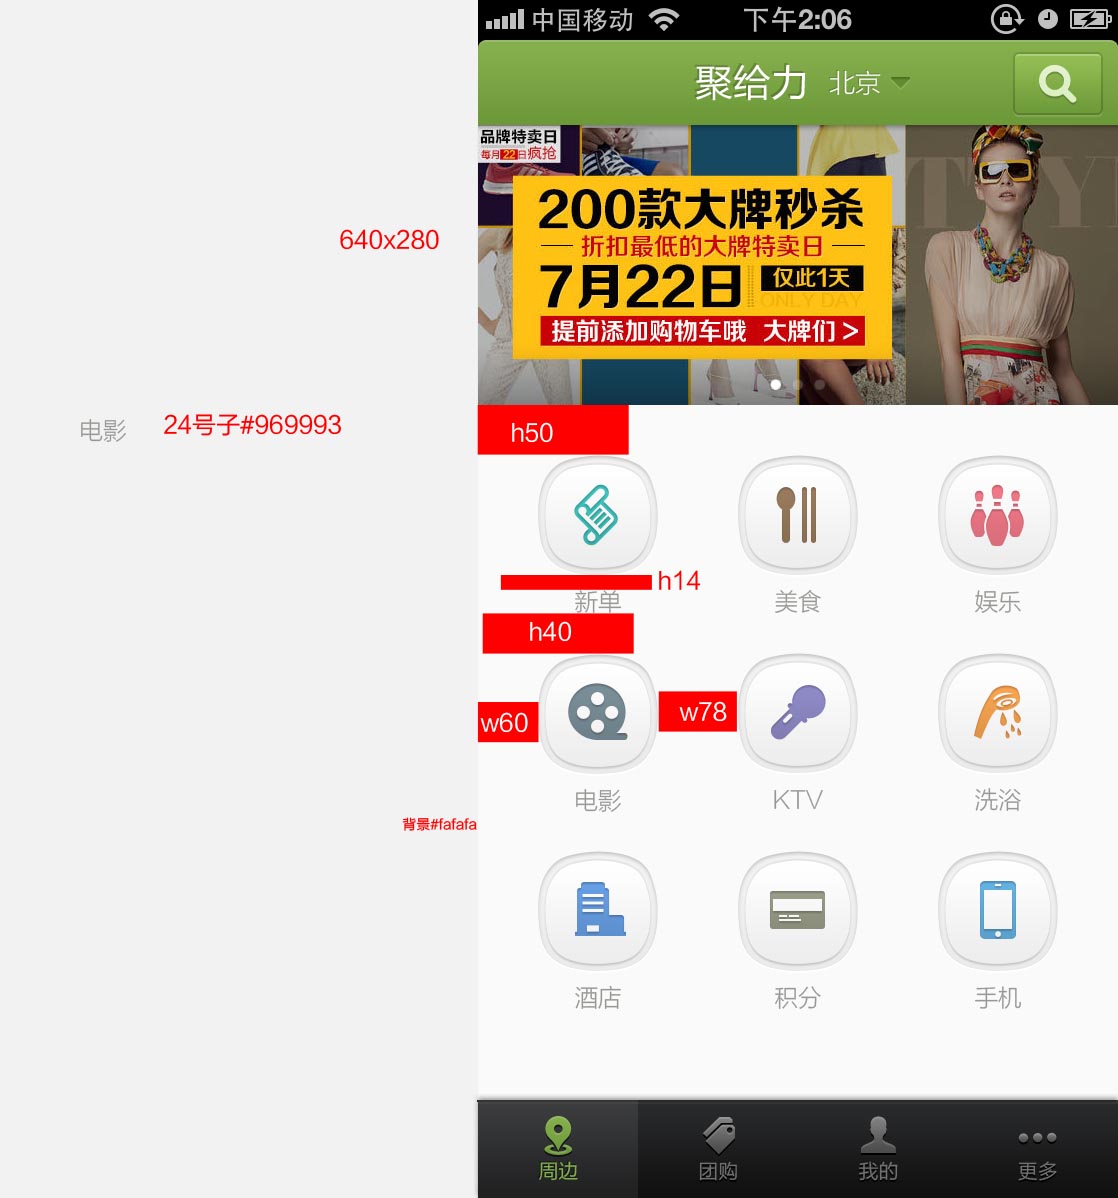 中国移动 下午2:06
聚给力 北京
品牌特卖日
每月22日疯抢
200款大牌秒杀
折扣最低的大牌特卖日
7月22日 仅此1天
ONLY DAY
提前添加购物车哦 大牌们 >
640x280
电影 24号子#969993
h50
h14
新单 美食 娱乐
h40
w60 w78
电影 KTV 洗浴
背景#fafafa
酒店 积分 手机
周边 团购 我的 更多